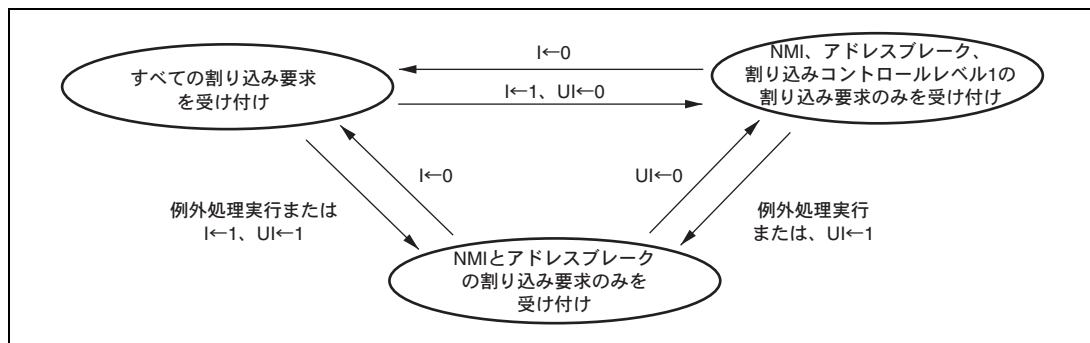 すべての割り込み要求
を受け付け
I←0
I←1、UI←0
NMI、アドレスブレーク、
割り込みコントロールレベル1の
割り込み要求のみを受け付け
例外処理実行または
I←1、UI←1
I←0
UI←0
例外処理実行
または、UI←1
NMIとアドレスブレーク
の割り込み要求のみを
受け付け